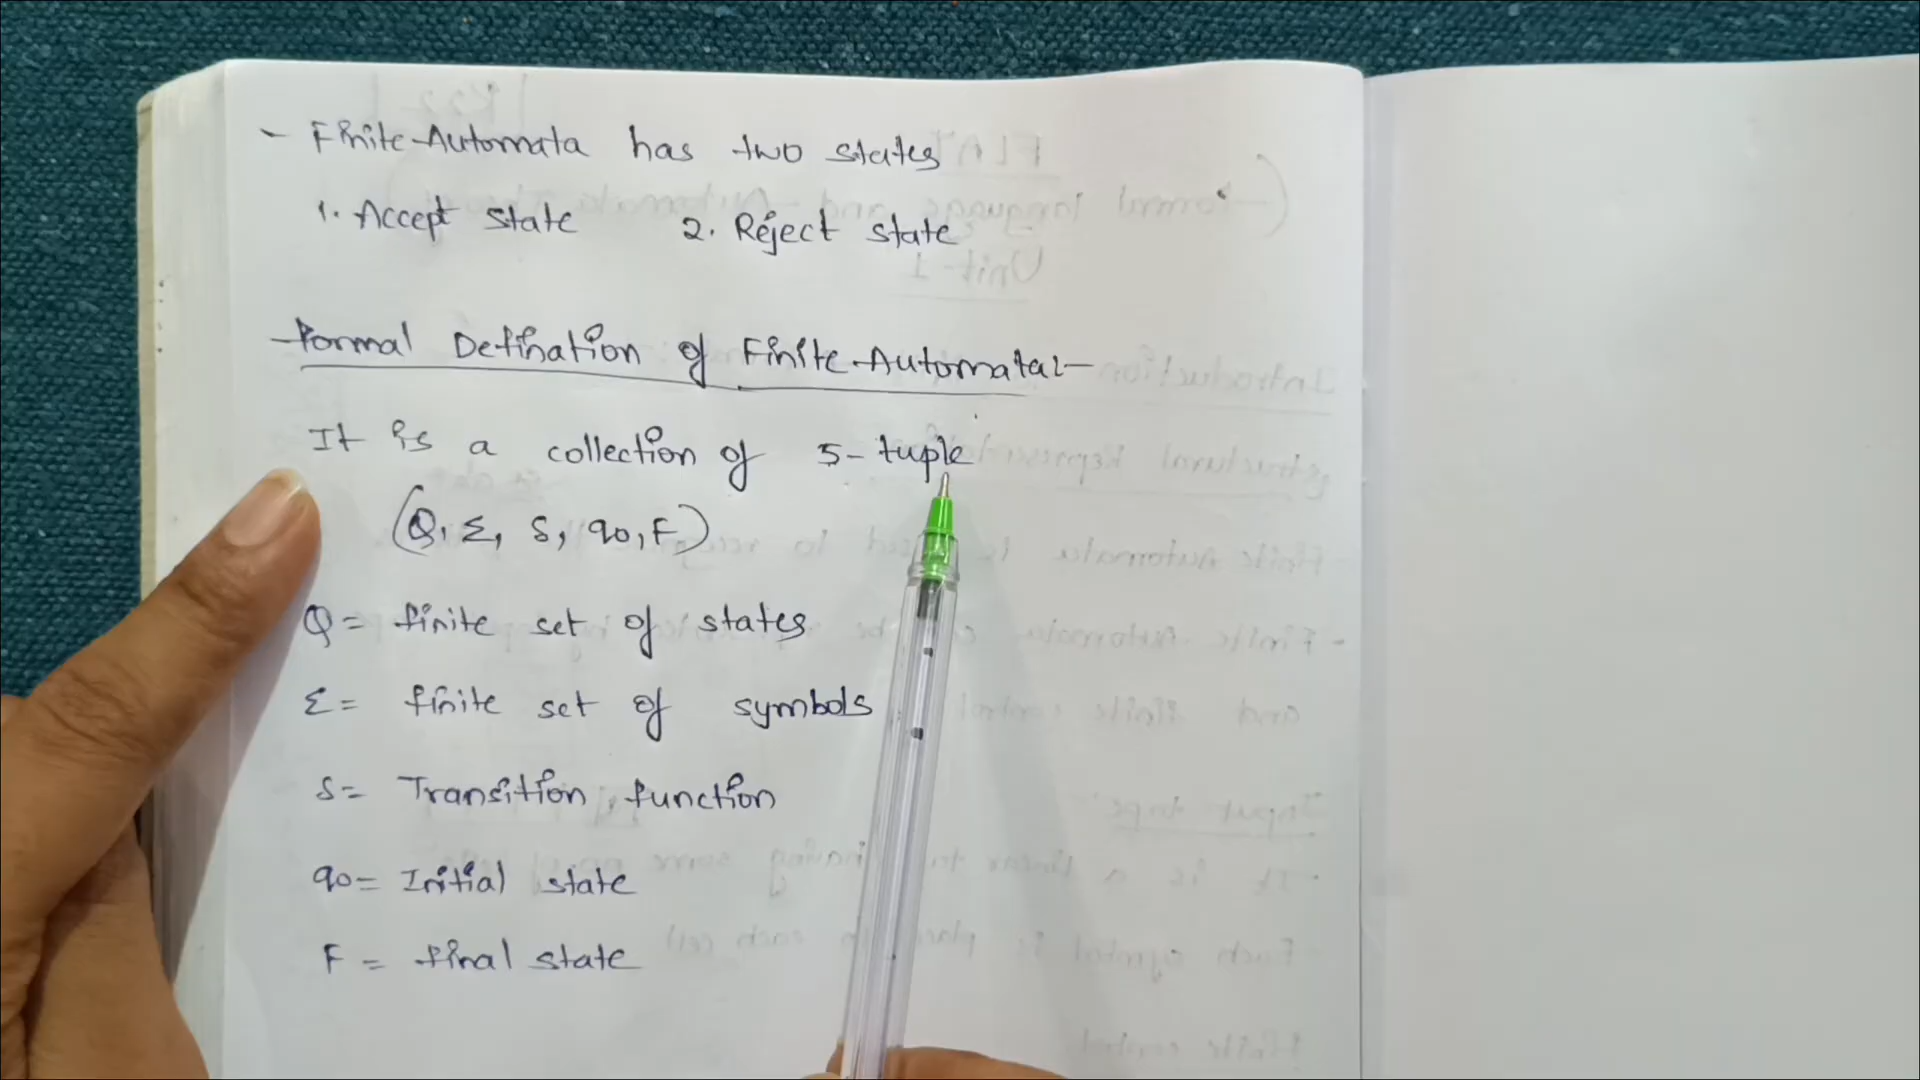 - Finite Automata has two states
1. Accept state 2. Reject state
Formal Defination of Finite Automata:-
It is a collection of 5-tuple
(Q, Σ, δ, q0, F)
Q = finite set of states
Σ = finite set of symbols
δ = Transition function
q0 = Initial state
F = final state